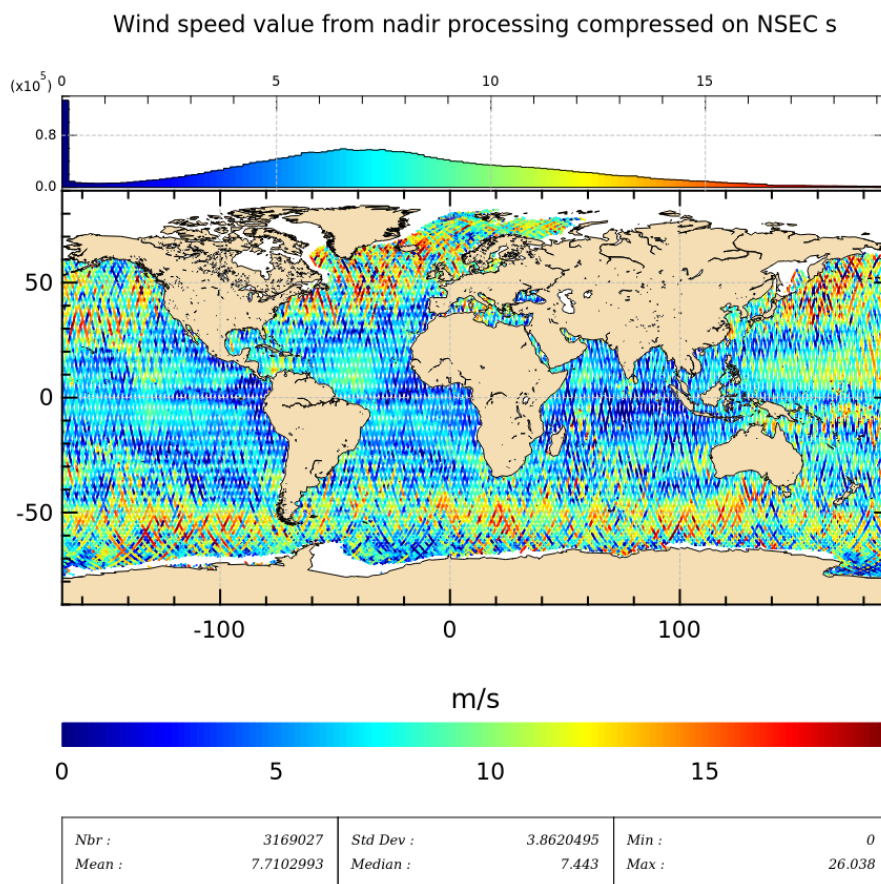 Wind speed value from nadir processing compressed on NSEC s
(x10⁵) 0 5 10 15
0.8
0.0
50
0
-50
-100 0 100
m/s
0 5 10 15
Nbr : 3169027 Std Dev : 3.8620495 Min : 0
Mean : 7.7102993 Median : 7.443 Max : 26.038